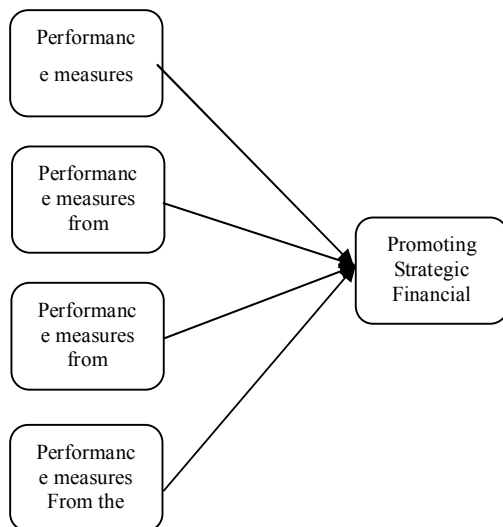 Performanc
e measures
Performanc
e measures
from
Performanc
e measures
from
Performanc
e measures
From the
Promoting
Strategic
Financial